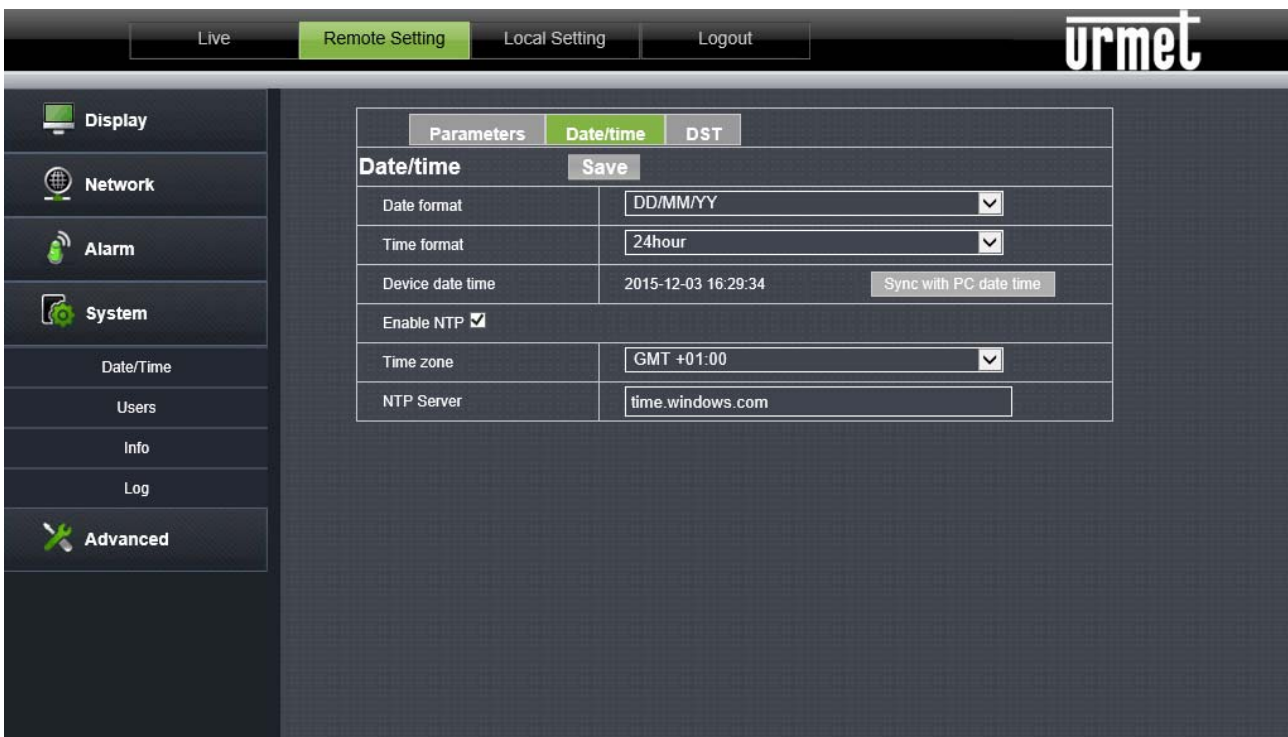 Live
Remote Setting
Local Setting
Logout
urmet
Display
Network
Alarm
System
Date/Time
Users
Info
Log
Advanced
Parameters
Date/time
DST
Date/time
Save
Date format
DD/MM/YY
Time format
24hour
Device date time
2015-12-03 16:29:34
Sync with PC date time
Enable NTP
Time zone
GMT +01:00
NTP Server
time.windows.com